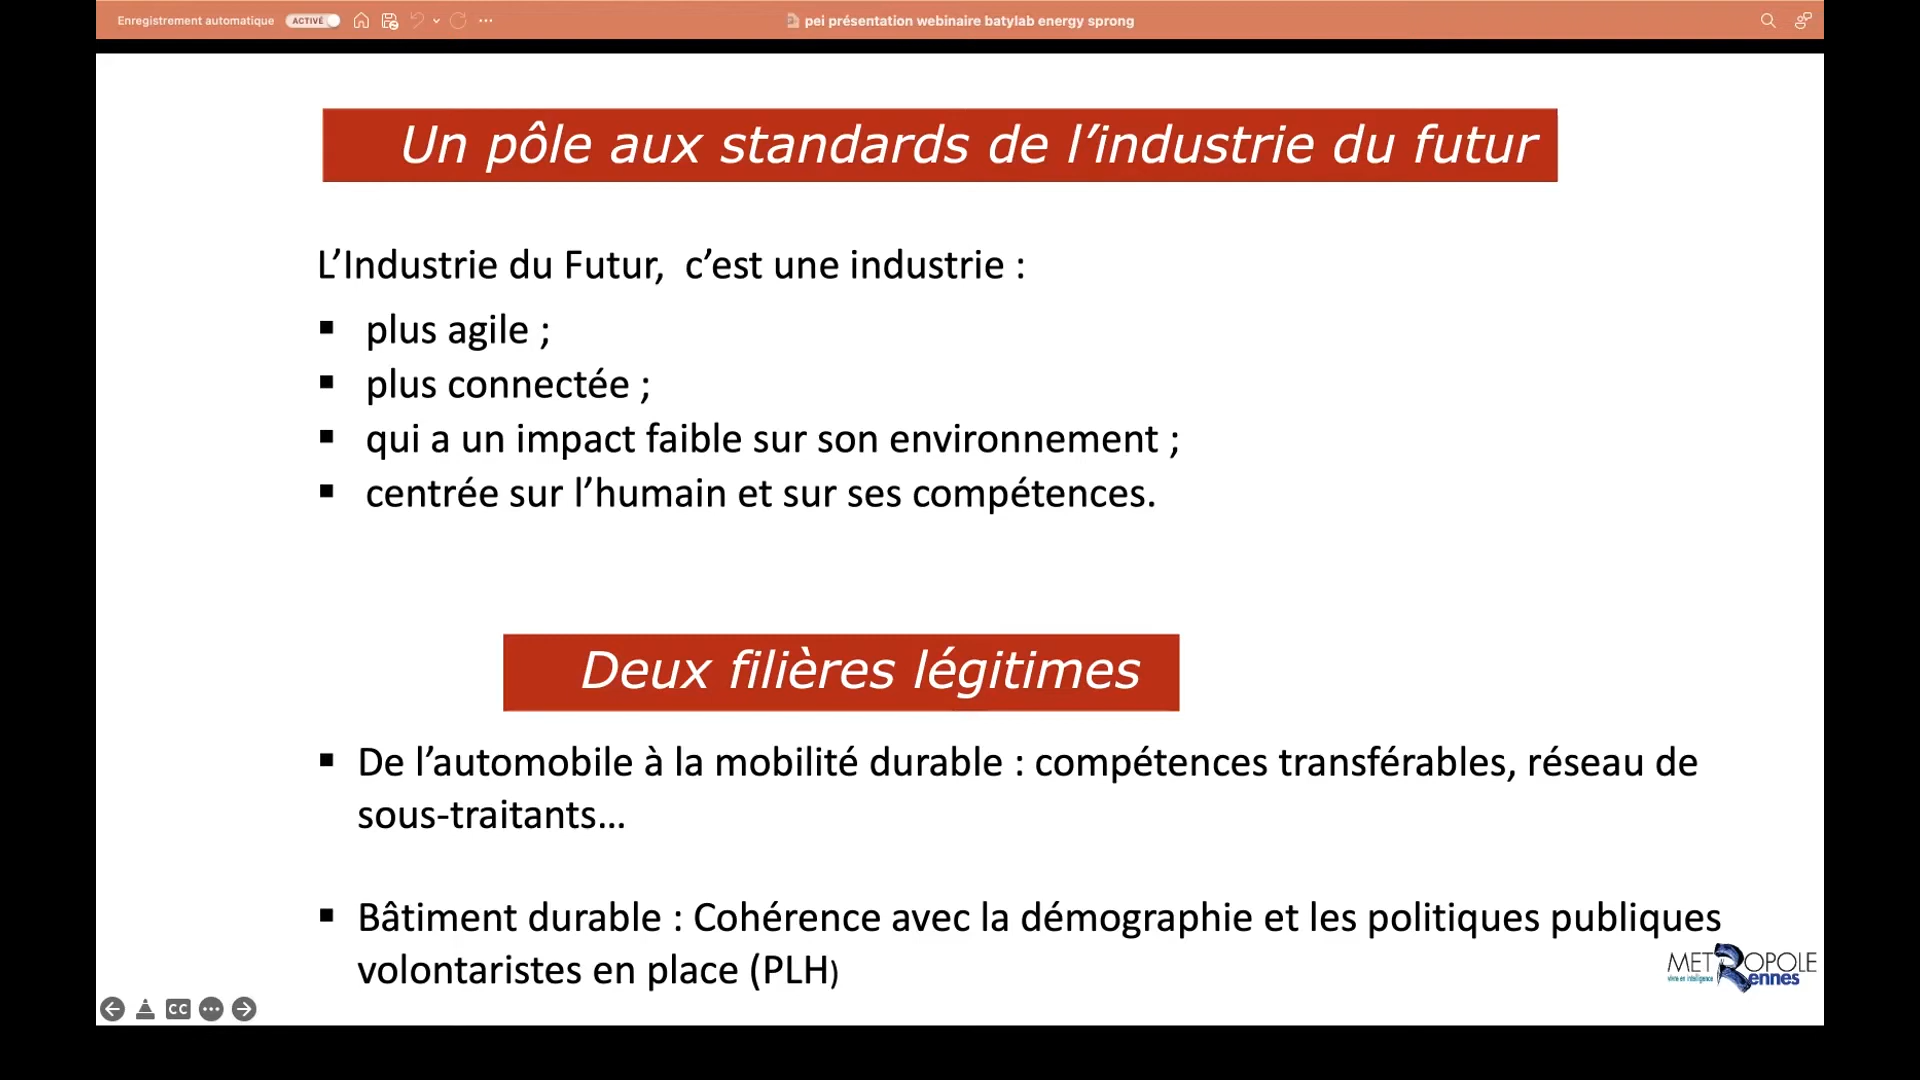 Enregistrement automatique ACTIVÉ
pei présentation webinaire batylab energy sprong
Un pôle aux standards de l’industrie du futur
L’Industrie du Futur,  c’est une industrie :
▪ plus agile ;
▪ plus connectée ;
▪ qui a un impact faible sur son environnement ;
▪ centrée sur l’humain et sur ses compétences.
Deux filières légitimes
▪ De l’automobile à la mobilité durable : compétences transférables, réseau de
sous-traitants…
▪ Bâtiment durable : Cohérence avec la démographie et les politiques publiques
volontaristes en place (PLH)
METROPOLE
vivre en intelligence Rennes
CC